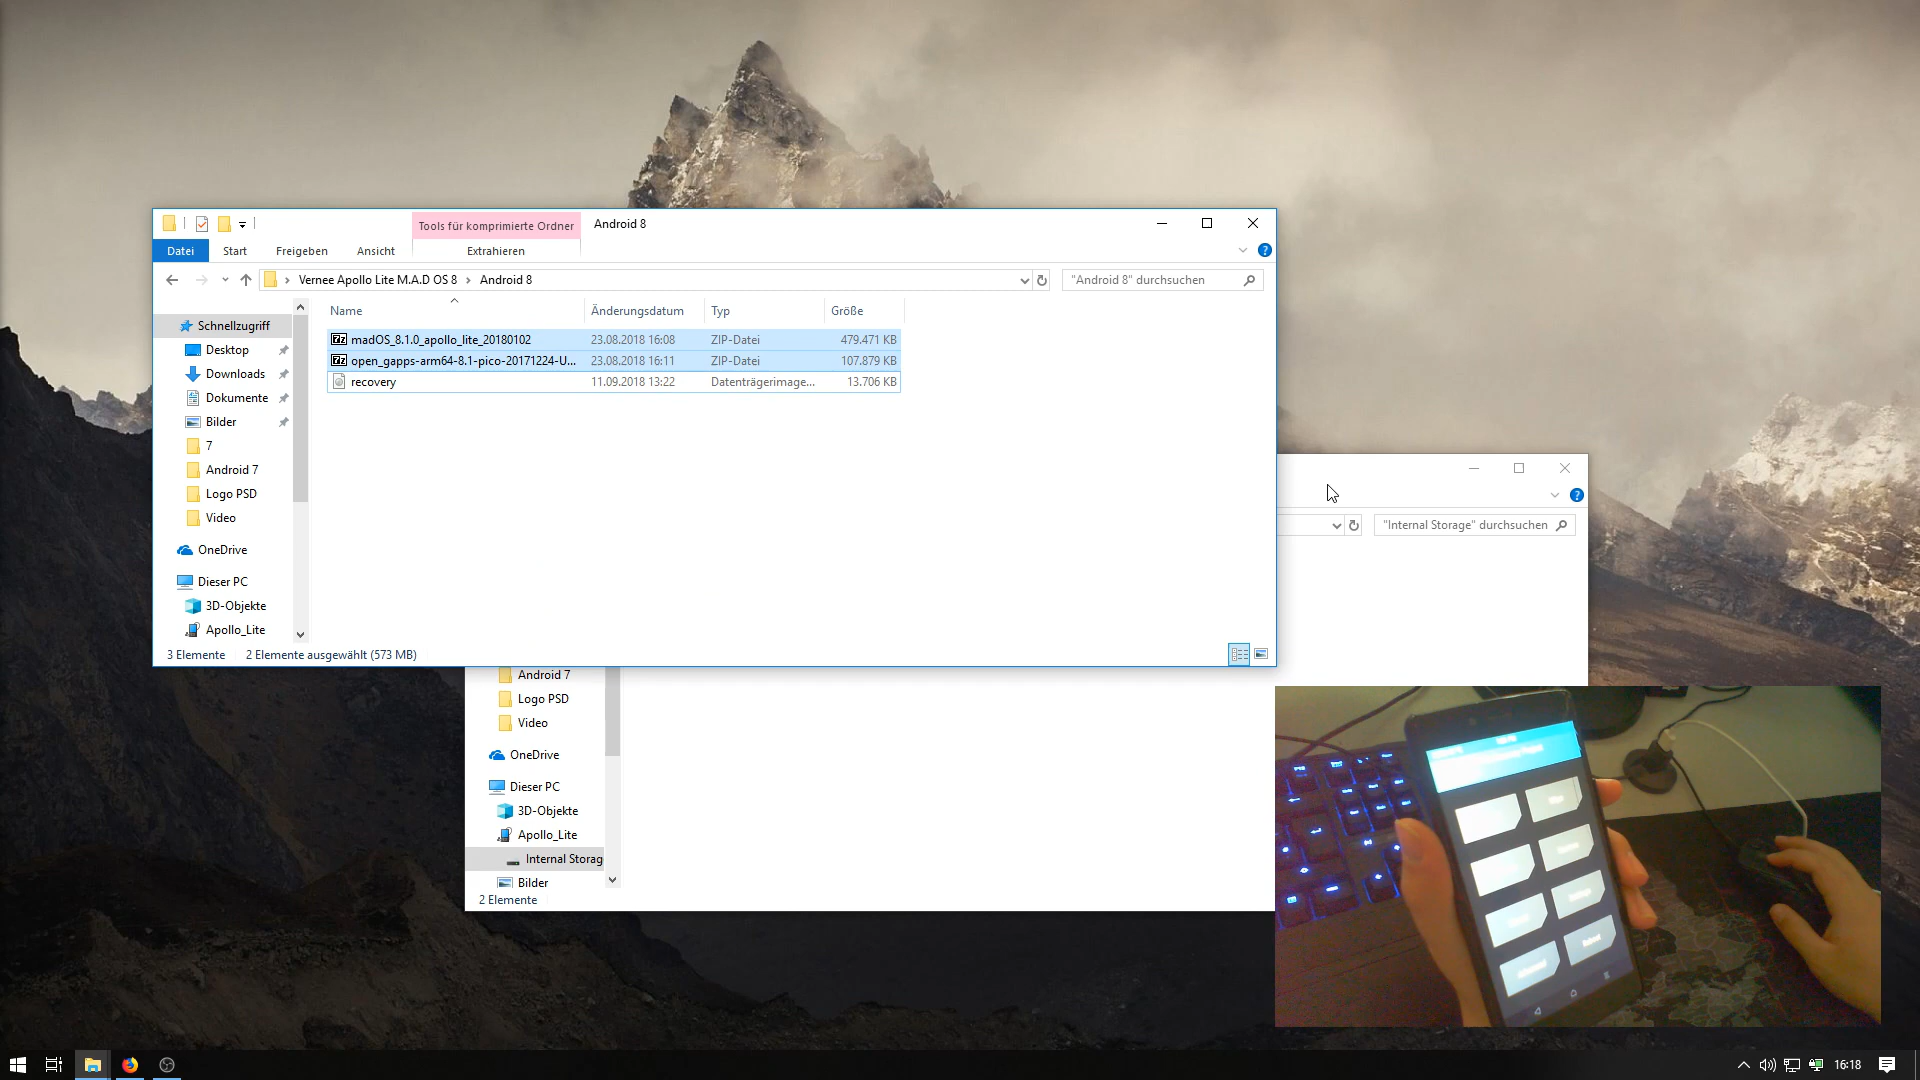 Tools für komprimierte Ordner
Android 8
Datei
Start
Freigeben
Ansicht
Extrahieren
Vernee Apollo Lite M.A.D OS 8 › Android 8
"Android 8" durchsuchen
Name
Änderungsdatum
Typ
Größe
Schnellzugriff
Desktop
Downloads
Dokumente
Bilder
7
Android 7
Logo PSD
Video
OneDrive
Dieser PC
3D-Objekte
Apollo_Lite
madOS_8.1.0_apollo_lite_20180102 23.08.2018 16:08 ZIP-Datei 479.471 KB
open_gapps-arm64-8.1-pico-20171224-U... 23.08.2018 16:11 ZIP-Datei 107.879 KB
recovery 11.09.2018 13:22 Datenträgerimage... 13.706 KB
3 Elemente 2 Elemente ausgewählt (573 MB)
"Internal Storage" durchsuchen
Android 7
Logo PSD
Video
OneDrive
Dieser PC
3D-Objekte
Apollo_Lite
Internal Storag
Bilder
2 Elemente
Wipe
Advanced
Reboot
16:18